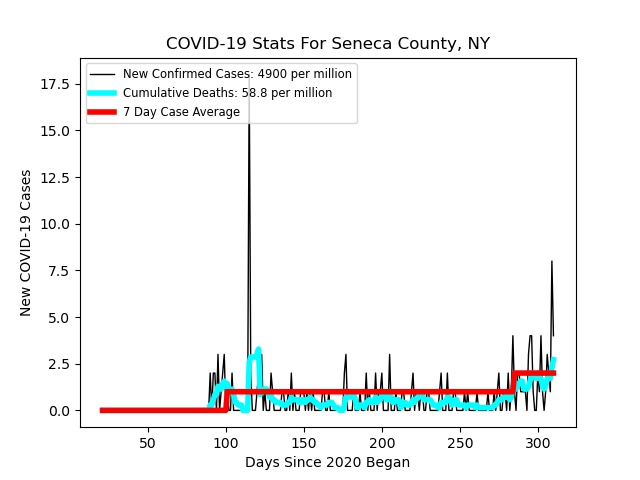 COVID-19 Stats For Seneca County, NY
New Confirmed Cases: 4900 per million
Cumulative Deaths: 58.8 per million
7 Day Case Average
17.5
15.0
12.5
10.0
7.5
5.0
2.5
0.0
New COVID-19 Cases
50 100 150 200 250 300
Days Since 2020 Began